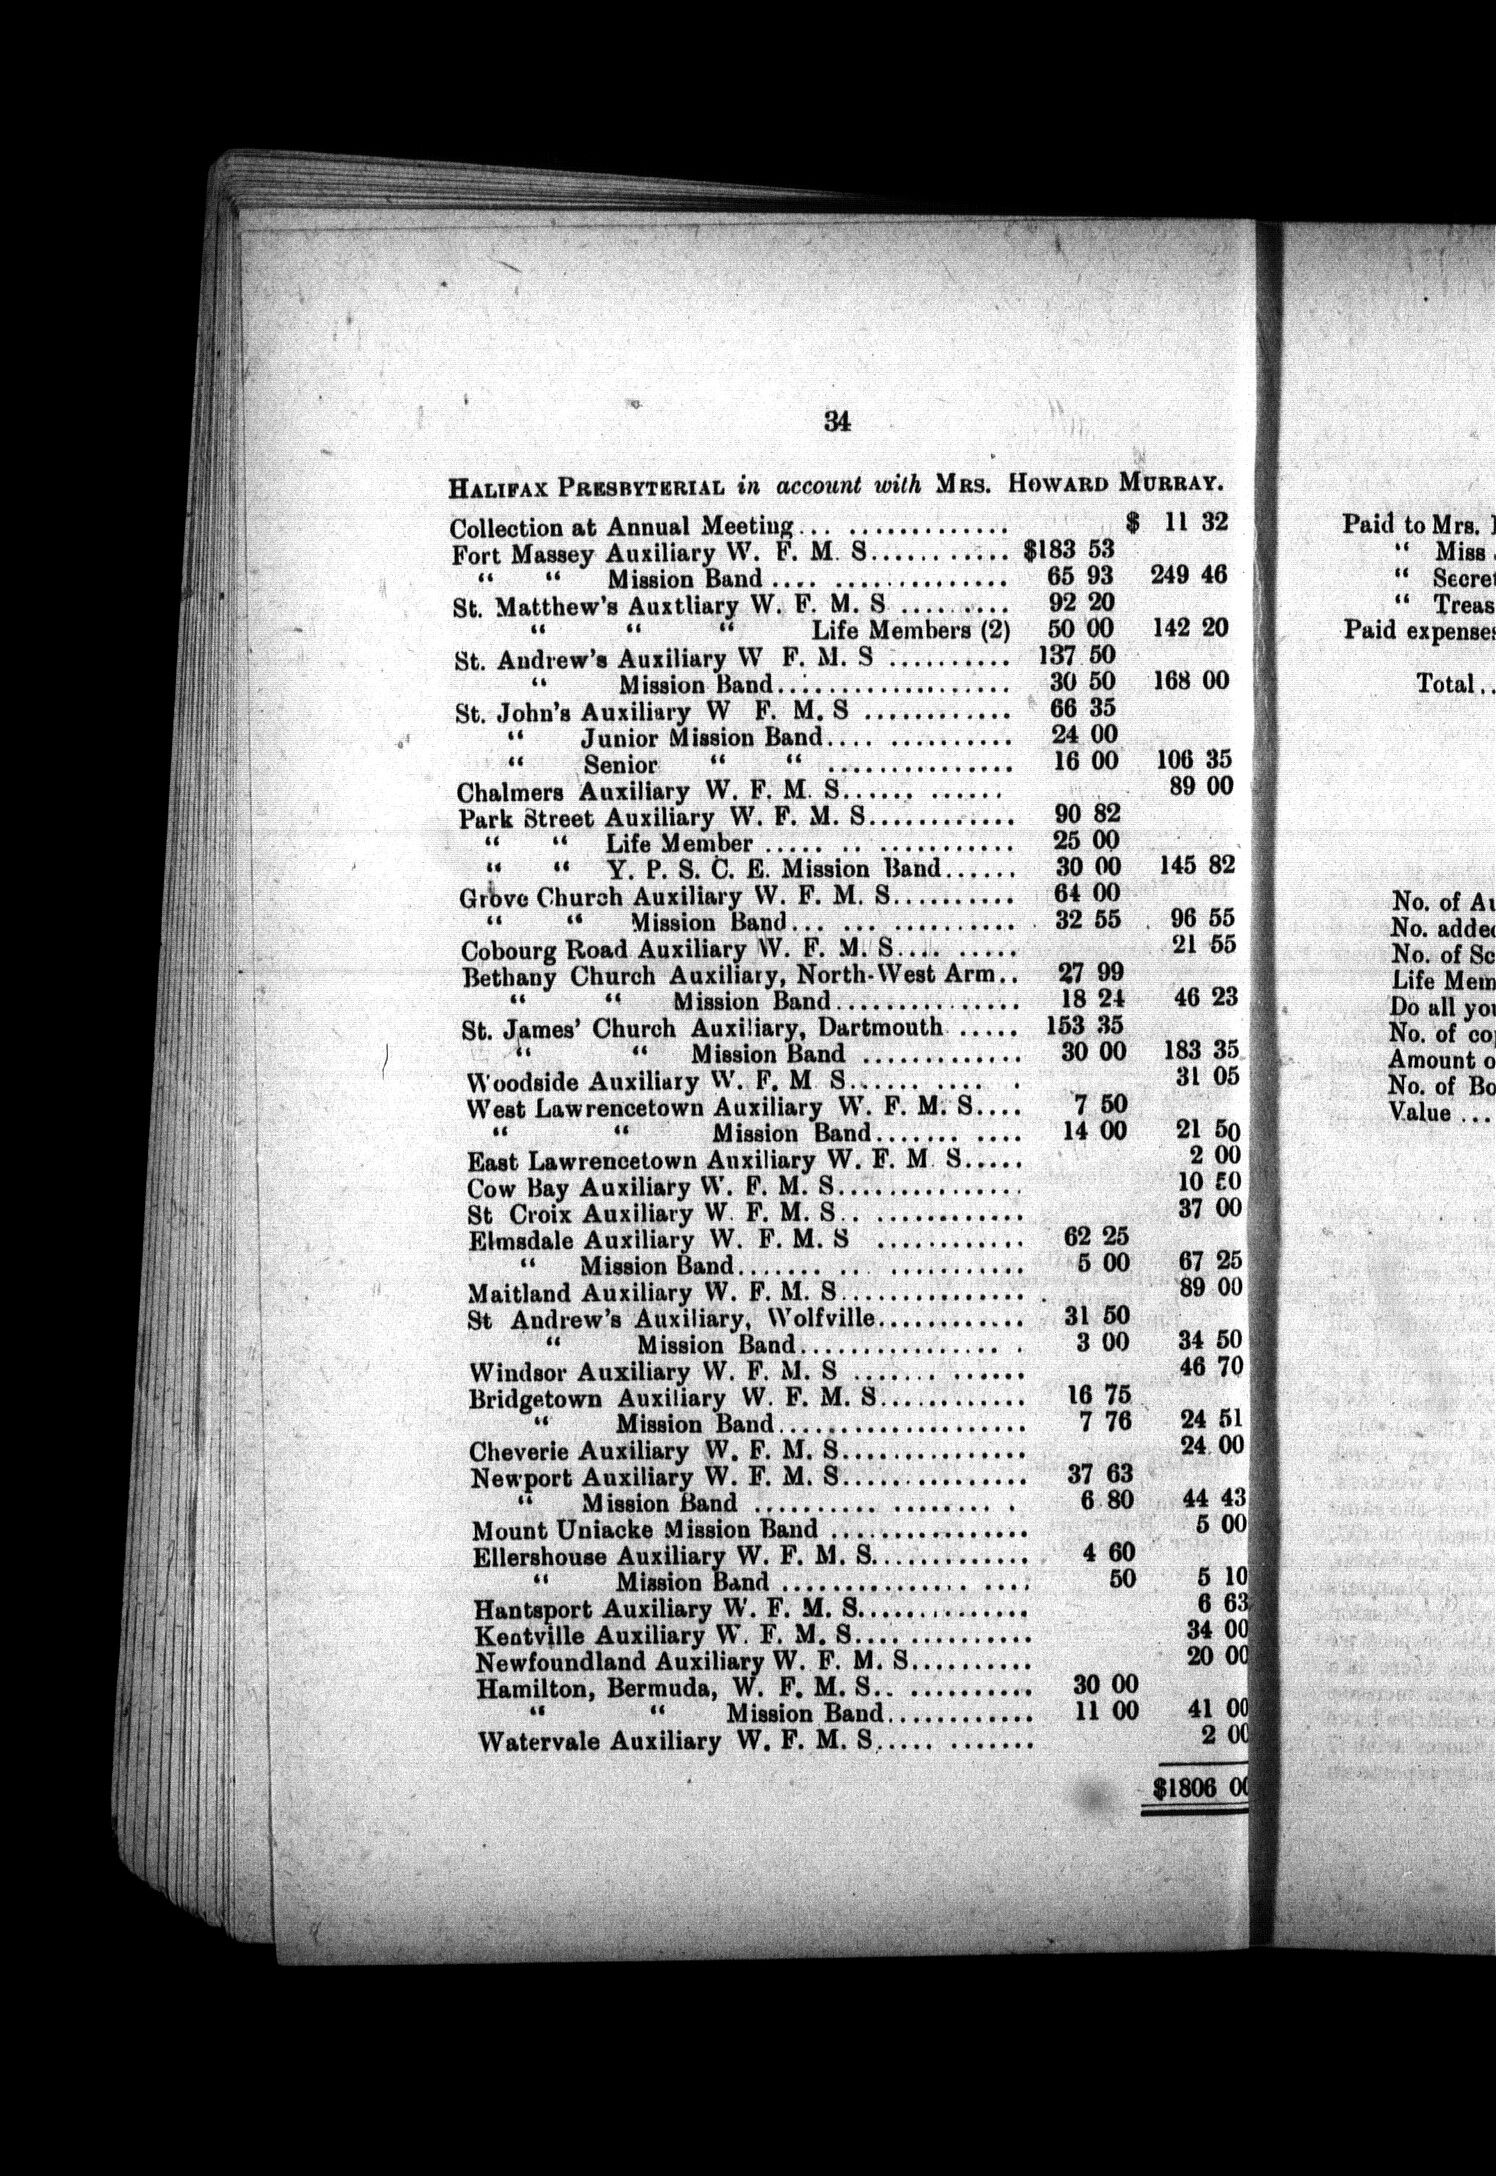 34
HALIFAX PRESBYTERIAL in account with MRS. HOWARD MURRAY.
Collection at Annual Meeting... ............. $ 11 32
Fort Massey Auxiliary W. F. M. S........... $183 53
“ “ Mission Band .... .............. 65 93 249 46
St. Matthew's Auxtliary W. F. M. S ......... 92 20
“ “ “ Life Members (2) 50 00 142 20
St. Andrew's Auxiliary W F. M. S .......... 137 50
“ Mission Band................... 30 50 168 00
St. John's Auxiliary W F. M. S ............ 66 35
“ Junior Mission Band.... .......... 24 00
“ Senior “ “ ............... 16 00 106 35
Chalmers Auxiliary W. F. M. S...... ...... 89 00
Park Street Auxiliary W. F. M. S............ 90 82
“ “ Life Member ..... .. ........... 25 00
“ “ Y. P. S. C. E. Mission Band...... 30 00 145 82
Grove Church Auxiliary W. F. M. S.......... 64 00
“ “ Mission Band... ... .......... 32 55 96 55
Cobourg Road Auxiliary W. F. M. S.... ..... 21 55
Bethany Church Auxiliary, North-West Arm.. 27 99
“ “ Mission Band............... 18 24 46 23
St. James' Church Auxiliary, Dartmouth ..... 153 35
“ “ Mission Band ............. 30 00 183 35
Woodside Auxiliary W. F. M S...... .... . 31 05
West Lawrencetown Auxiliary W. F. M. S.... 7 50
“ “ Mission Band....... .... 14 00 21 50
East Lawrencetown Auxiliary W. F. M. S..... 2 00
Cow Bay Auxiliary W. F. M. S............... 10 50
St Croix Auxiliary W. F. M. S.. ............ 37 00
Elmsdale Auxiliary W. F. M. S ............ 62 25
“ Mission Band....... ... ........... 5 00 67 25
Maitland Auxiliary W. F. M. S............... 89 00
St Andrew's Auxiliary, Wolfville............ 31 50
“ Mission Band................ . 3 00 34 50
Windsor Auxiliary W. F. M. S ....... ...... 46 70
Bridgetown Auxiliary W. F. M. S............ 16 75
“ Mission Band.................... 7 76 24 51
Cheverie Auxiliary W. F. M. S............... 24 00
Newport Auxiliary W. F. M. S............... 37 63
“ Mission Band .......... ........ . 6 80 44 43
Mount Uniacke Mission Band ................ 5 00
Ellershouse Auxiliary W. F. M. S............. 4 60
“ Mission Band ............... .... 50 5 10
Hantsport Auxiliary W. F. M. S............. 6 63
Kentville Auxiliary W. F. M. S.... .......... 34 00
Newfoundland Auxiliary W. F. M. S.......... 20 00
Hamilton, Bermuda, W. F. M. S.. .......... 30 00
“ “ Mission Band............ 11 00 41 00
Watervale Auxiliary W. F. M. S..... ....... 2 00
$1806 00
Paid to Mrs.
“ Miss
“ Secret
“ Treas
Paid expenses
Total..
No. of Au
No. added
No. of Sc
Life Mem
Do all you
No. of cop
Amount o
No. of Bo
Value ...